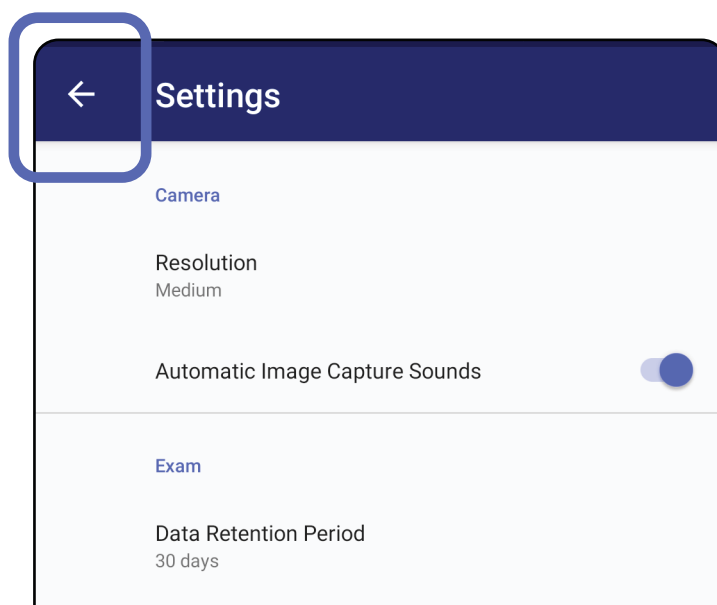 Settings
Camera
Resolution
Medium
Automatic Image Capture Sounds
Exam
Data Retention Period
30 days